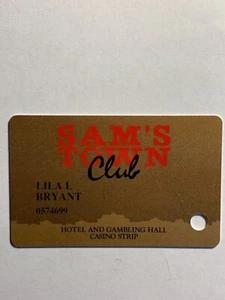 SAM'S
TOWN
Club
LILA L
BRYANT
0574699
HOTEL AND GAMBLING HALL
CASINO STRIP